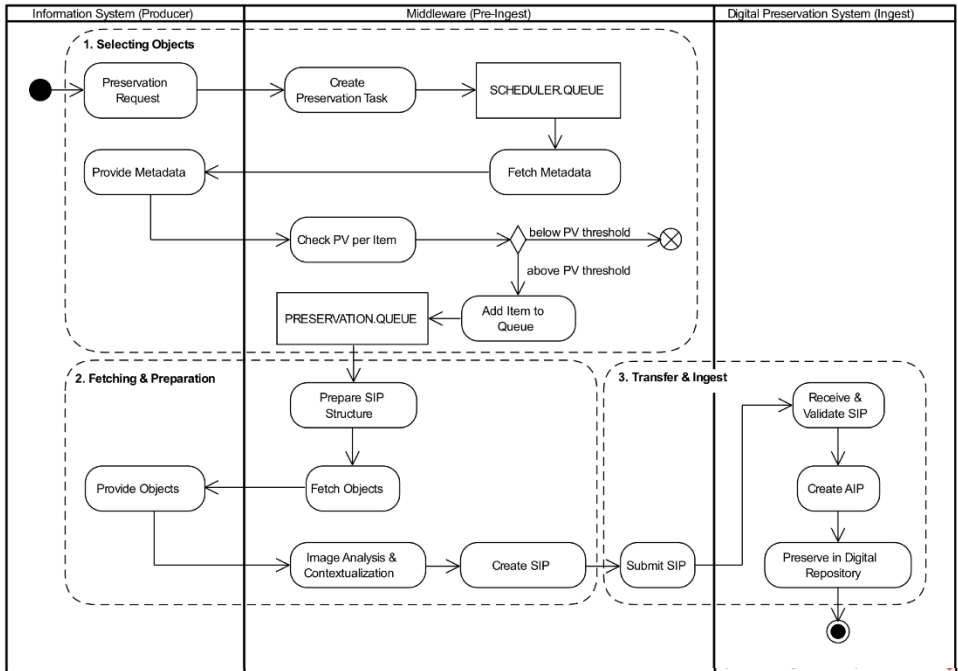 Information System (Producer)
Middleware (Pre-Ingest)
Digital Preservation System (Ingest)
1. Selecting Objects
Preservation
Request
Create
Preservation Task
SCHEDULER.QUEUE
Provide Metadata
Fetch Metadata
Check PV per Item
below PV threshold
above PV threshold
PRESERVATION.QUEUE
Add Item to
Queue
2. Fetching & Preparation
3. Transfer & Ingest
Prepare SIP
Structure
Receive &
Validate SIP
Provide Objects
Fetch Objects
Create AIP
Image Analysis &
Contextualization
Create SIP
Submit SIP
Preserve in Digital
Repository